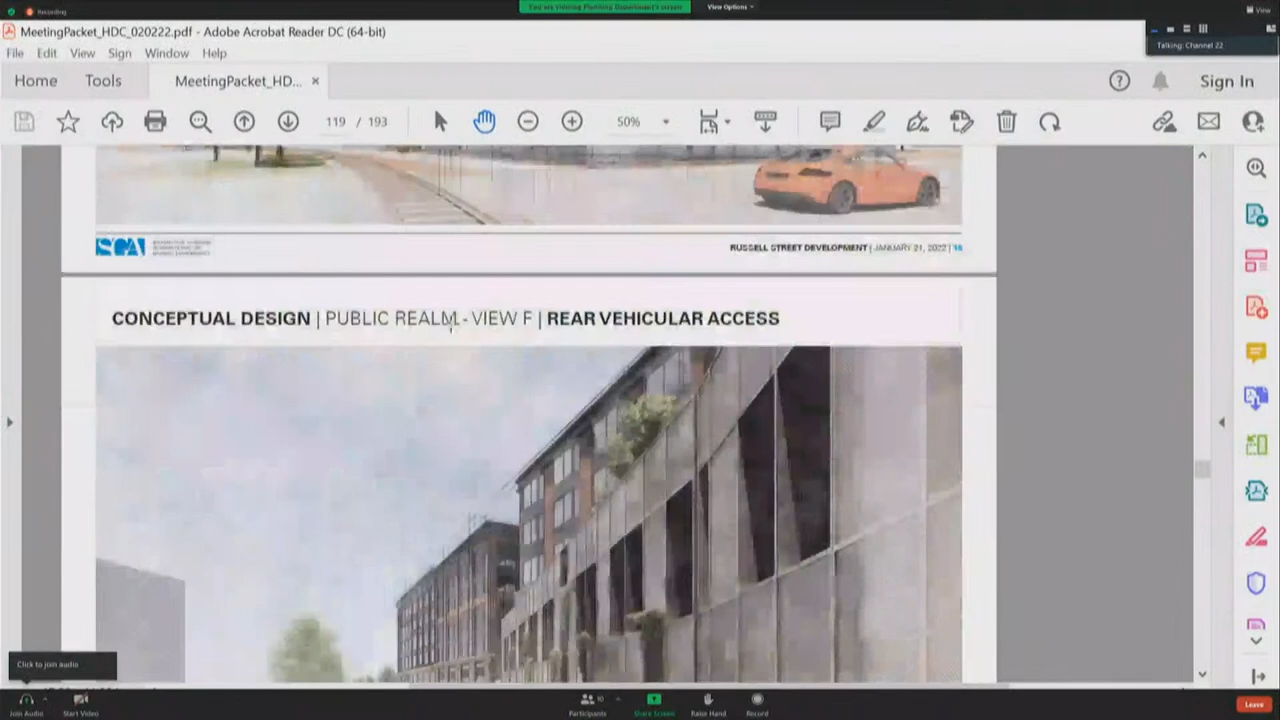 Recording
You are viewing Planning Department's screen
View Options
View
MeetingPacket_HDC_020222.pdf - Adobe Acrobat Reader DC (64-bit)
Talking: Channel 22
File Edit View Sign Window Help
Home Tools MeetingPacket_HD... ×
Sign In
119 / 193
50%
SGA
RUSSELL STREET DEVELOPMENT | JANUARY 21, 2022 |
CONCEPTUAL DESIGN | PUBLIC REALM - VIEW F | REAR VEHICULAR ACCESS
Click to join audio
Join Audio
Start Video
Participants
10
Share Screen
Raise Hand
Record
Leave